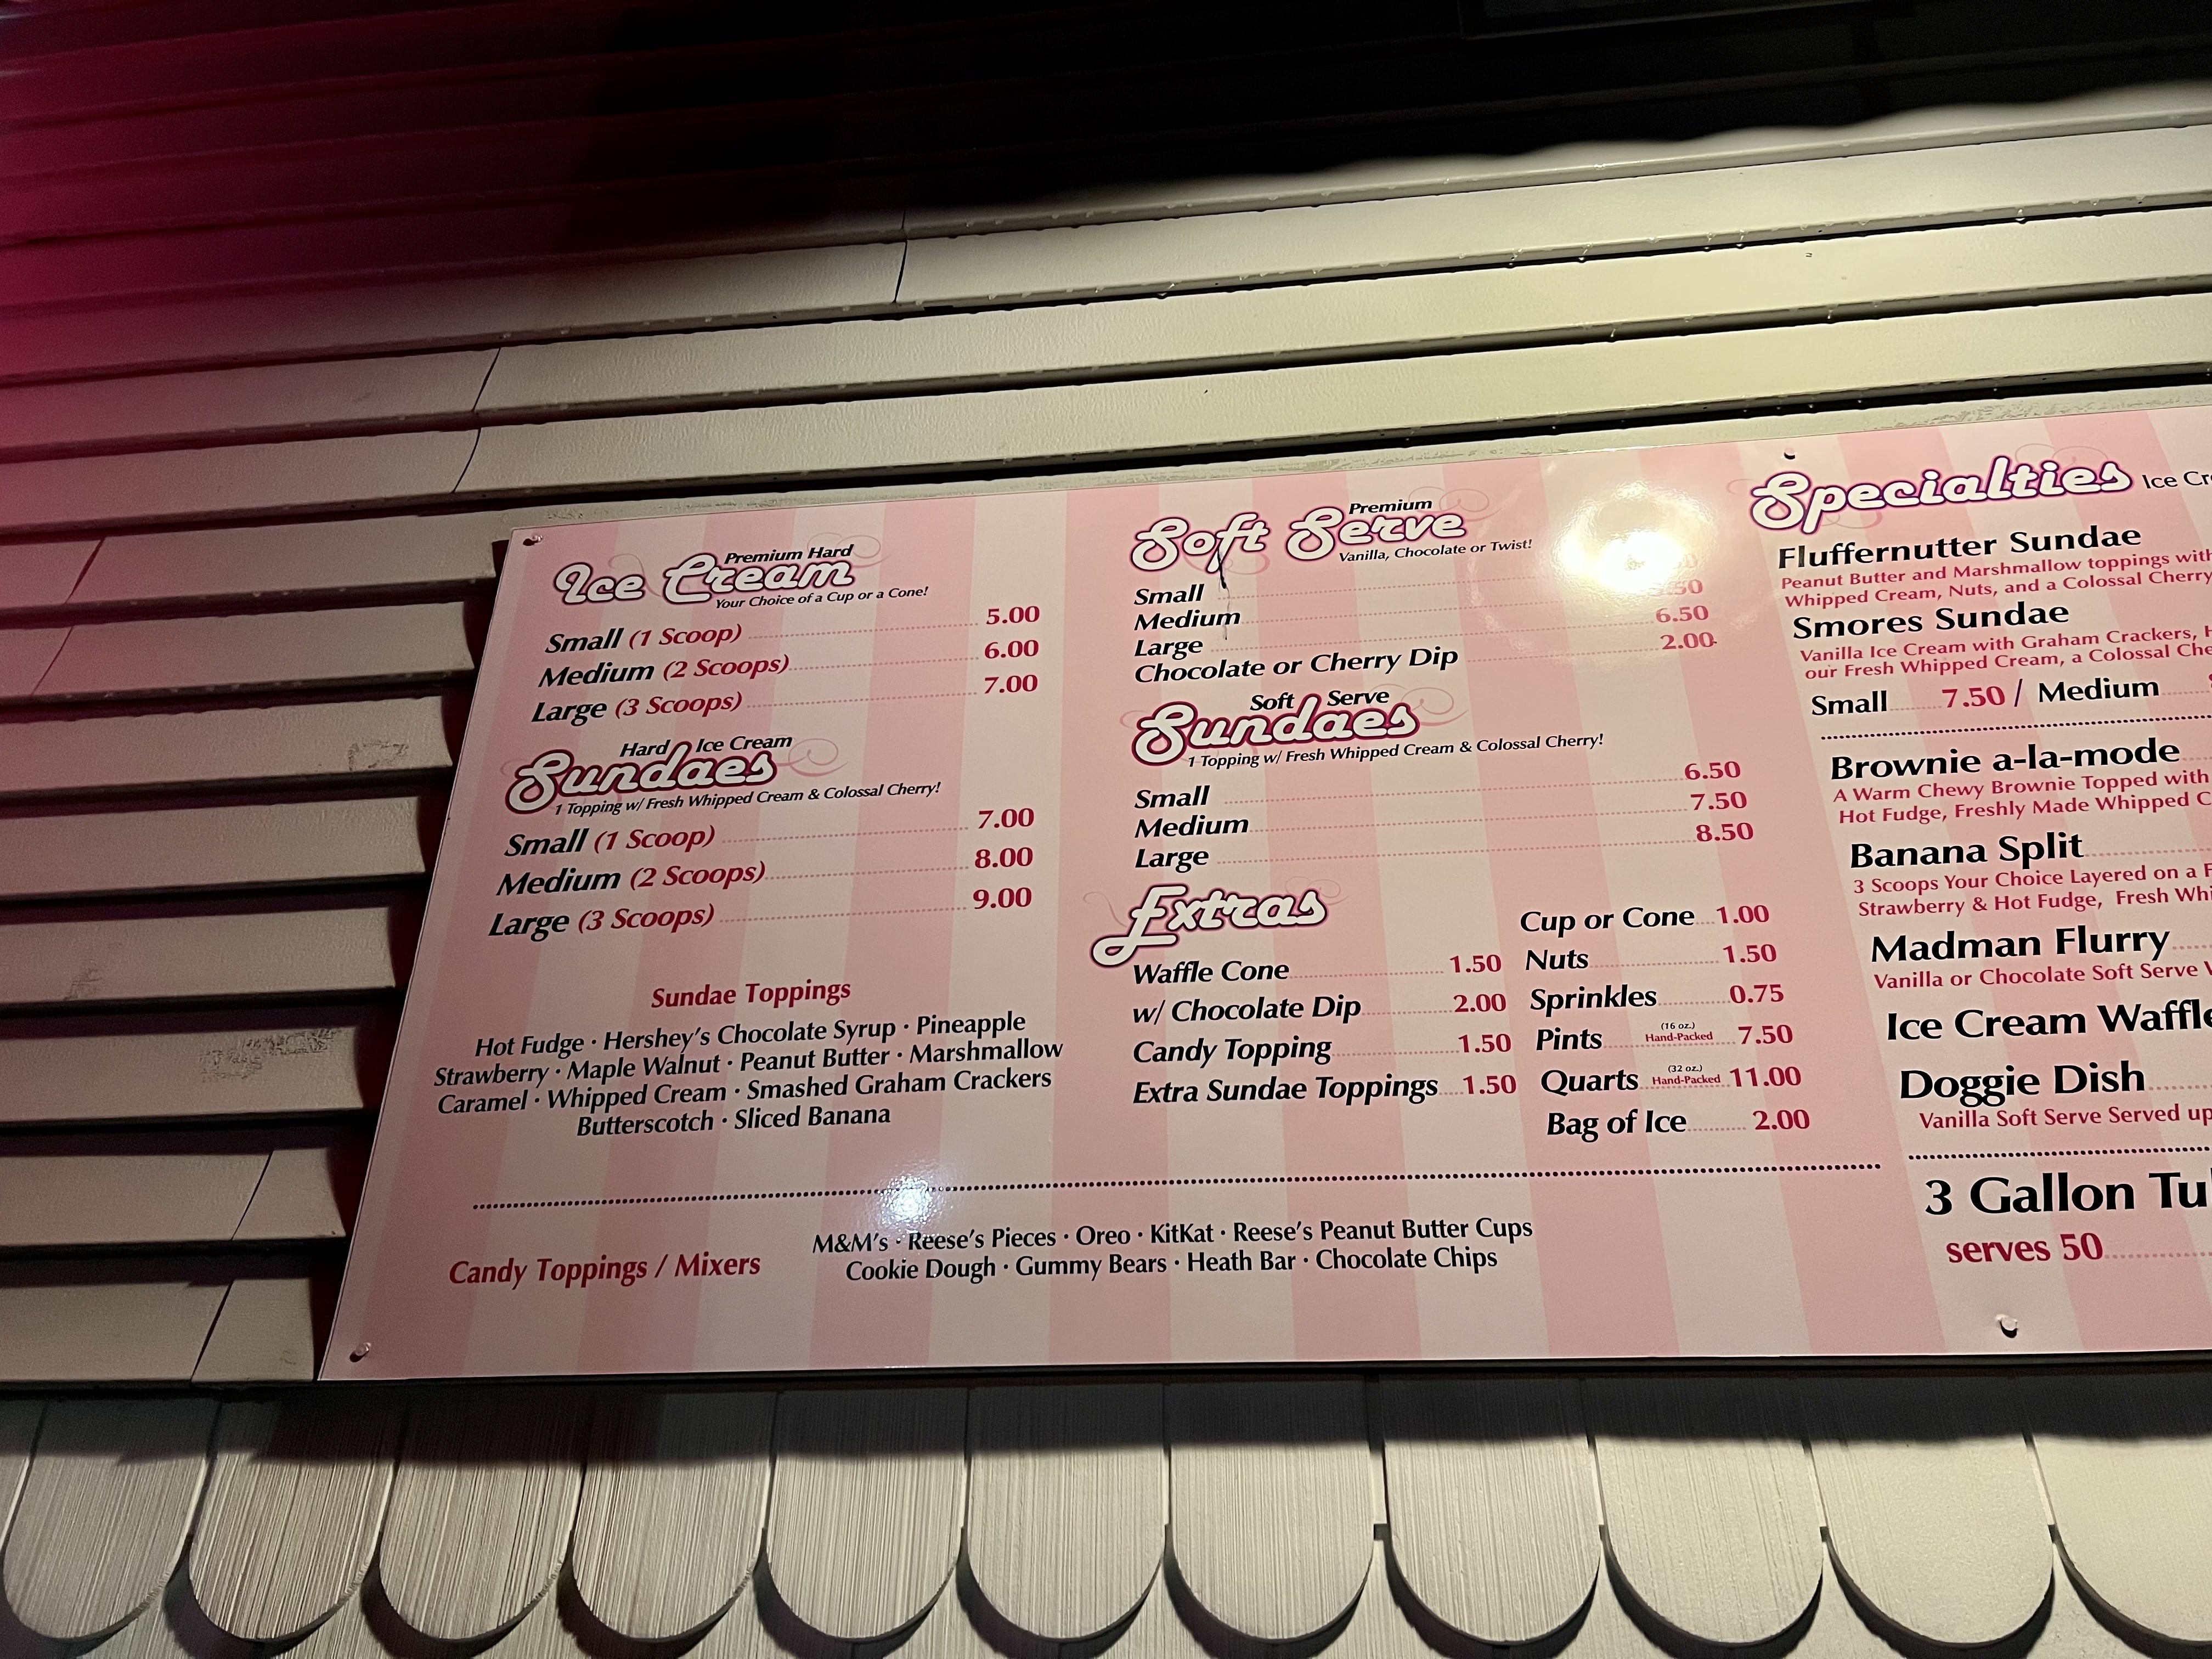 Premium Hard
Ice Cream
Your Choice of a Cup or a Cone!
Small (1 Scoop) 5.00
Medium (2 Scoops) 6.00
Large (3 Scoops) 7.00
Hard Ice Cream
Sundaes
1 Topping w/ Fresh Whipped Cream & Colossal Cherry!
Small (1 Scoop) 7.00
Medium (2 Scoops) 8.00
Large (3 Scoops) 9.00
Sundae Toppings
Hot Fudge · Hershey's Chocolate Syrup · Pineapple
Strawberry · Maple Walnut · Peanut Butter · Marshmallow
Caramel · Whipped Cream · Smashed Graham Crackers
Butterscotch · Sliced Banana
Premium
Soft Serve
Vanilla, Chocolate or Twist!
Small
Medium
Large 6.50
Chocolate or Cherry Dip 2.00
Soft Serve
Sundaes
1 Topping w/ Fresh Whipped Cream & Colossal Cherry!
Small 6.50
Medium 7.50
Large 8.50
Extras
Waffle Cone 1.50
w/ Chocolate Dip 2.00
Candy Topping 1.50
Extra Sundae Toppings 1.50
Cup or Cone 1.00
Nuts 1.50
Sprinkles 0.75
Pints (16 oz.) Hand-Packed 7.50
Quarts (32 oz.) Hand-Packed 11.00
Bag of Ice 2.00
Candy Toppings / Mixers
M&M's · Reese's Pieces · Oreo · KitKat · Reese's Peanut Butter Cups
Cookie Dough · Gummy Bears · Heath Bar · Chocolate Chips
Specialties Ice
Fluffernutter Sundae
Peanut Butter and Marshmallow toppings with
Whipped Cream, Nuts, and a Colossal Cherry
Smores Sundae
Vanilla Ice Cream with Graham Crackers,
our Fresh Whipped Cream, a Colossal
Small 7.50 / Medium
Brownie a-la-mode
A Warm Chewy Brownie Topped with
Hot Fudge, Freshly Made Whipped
Banana Split
3 Scoops Your Choice Layered on a
Strawberry & Hot Fudge, Fresh
Madman Flurry
Vanilla or Chocolate Soft Serve
Ice Cream Waffle
Doggie Dish
Vanilla Soft Serve Served up
3 Gallon
serves 50